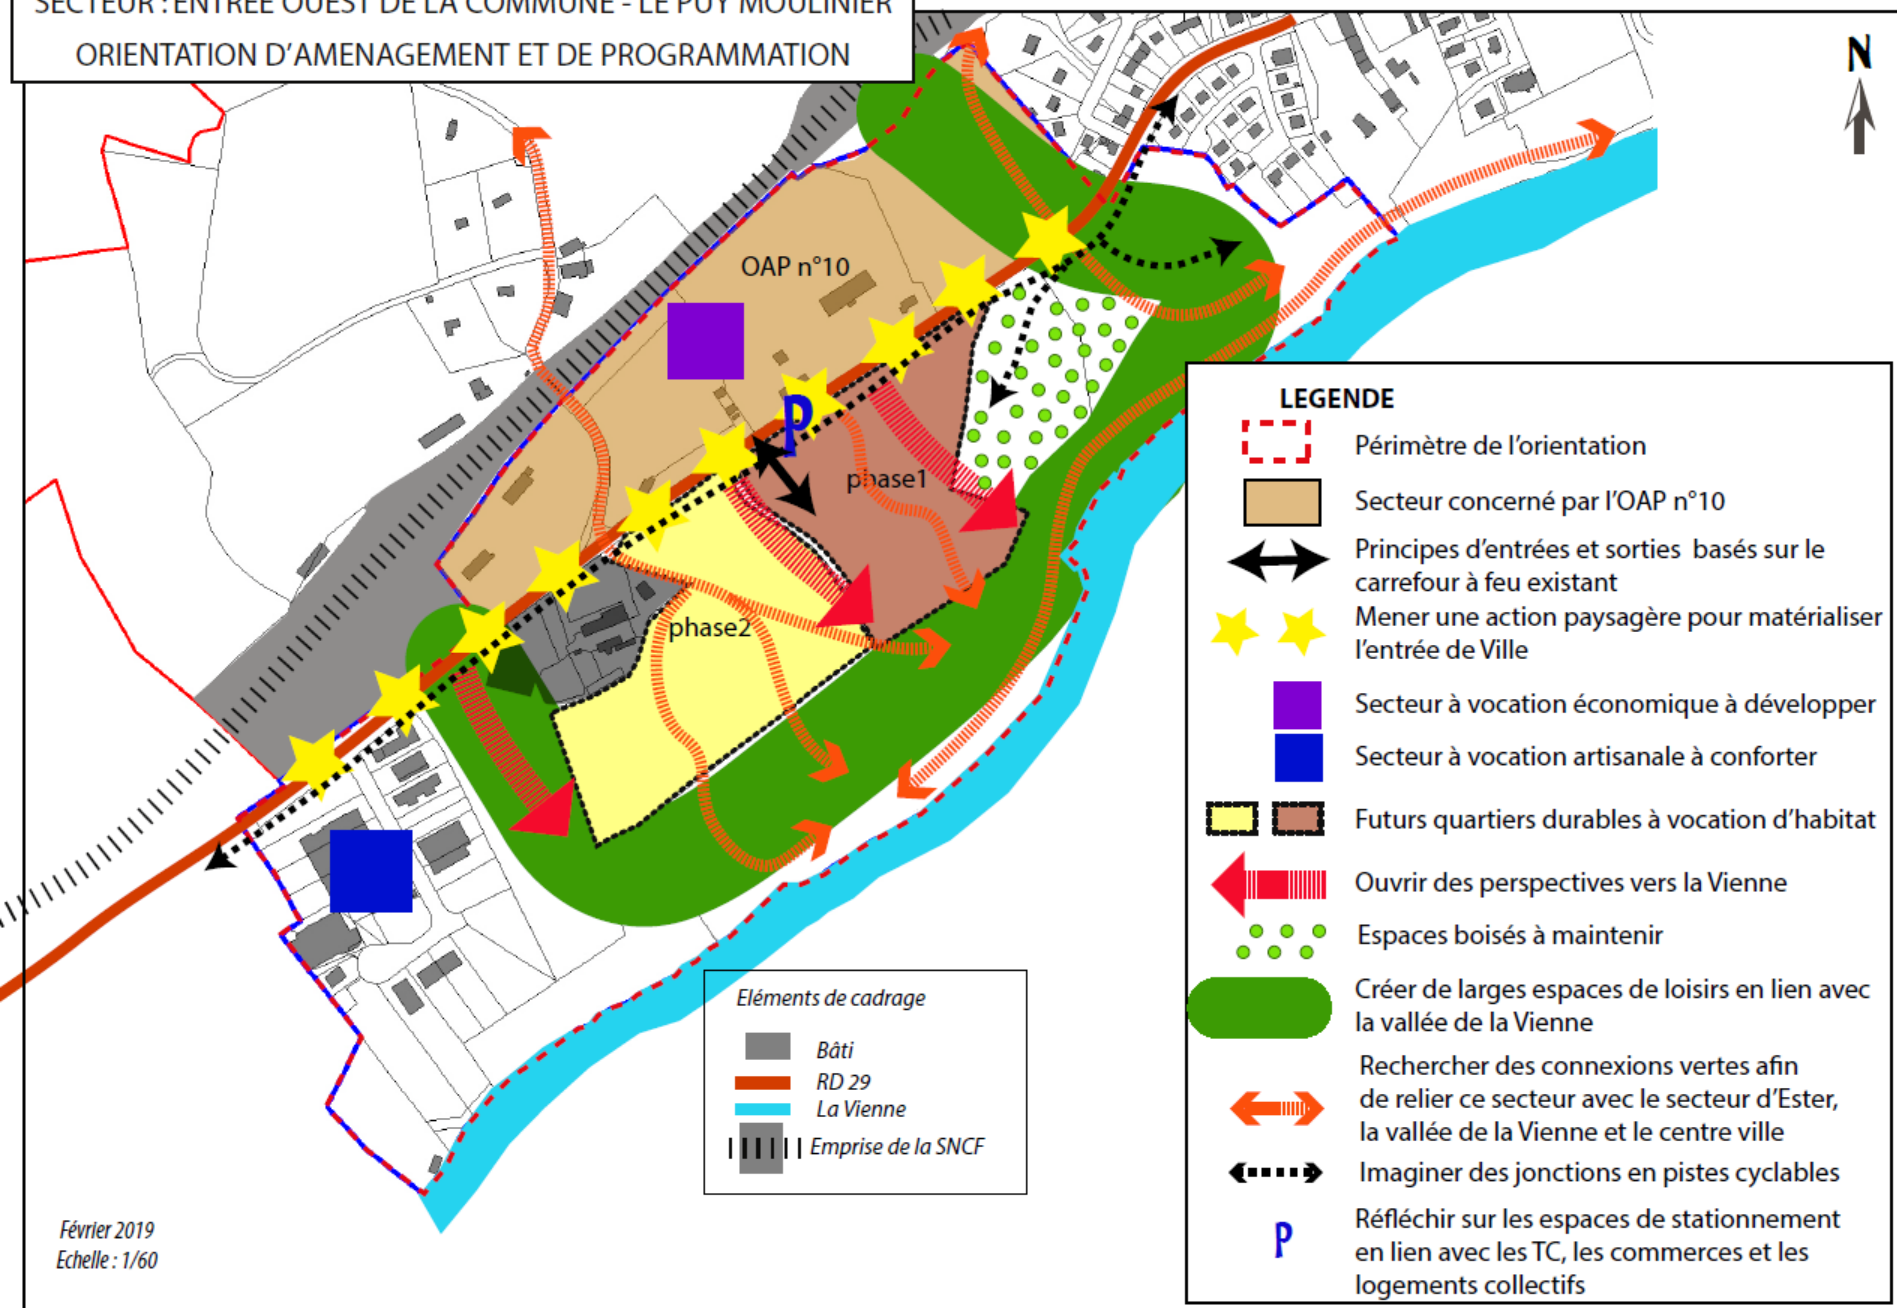 SECTEUR : ENTRÉE OUEST DE LA COMMUNE - LE PUY MOULINIER
ORIENTATION D'AMENAGEMENT ET DE PROGRAMMATION
N
OAP n°10
P
phase1
phase2
LEGENDE
Périmètre de l'orientation
Secteur concerné par l'OAP n°10
Principes d'entrées et sorties basés sur le
carrefour à feu existant
Mener une action paysagère pour matérialiser
l'entrée de Ville
Secteur à vocation économique à développer
Secteur à vocation artisanale à conforter
Futurs quartiers durables à vocation d'habitat
Ouvrir des perspectives vers la Vienne
Espaces boisés à maintenir
Créer de larges espaces de loisirs en lien avec
la vallée de la Vienne
Rechercher des connexions vertes afin
de relier ce secteur avec le secteur d'Ester,
la vallée de la Vienne et le centre ville
Imaginer des jonctions en pistes cyclables
P
Réfléchir sur les espaces de stationnement
en lien avec les TC, les commerces et les
logements collectifs
Eléments de cadrage
Bâti
RD 29
La Vienne
Emprise de la SNCF
Février 2019
Echelle : 1/60